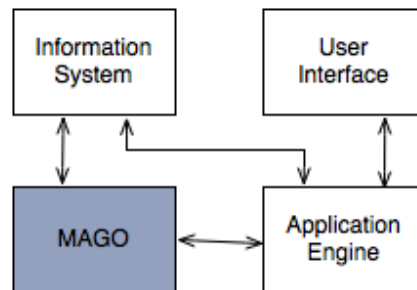 Information
System
User
Interface
MAGO
Application
Engine